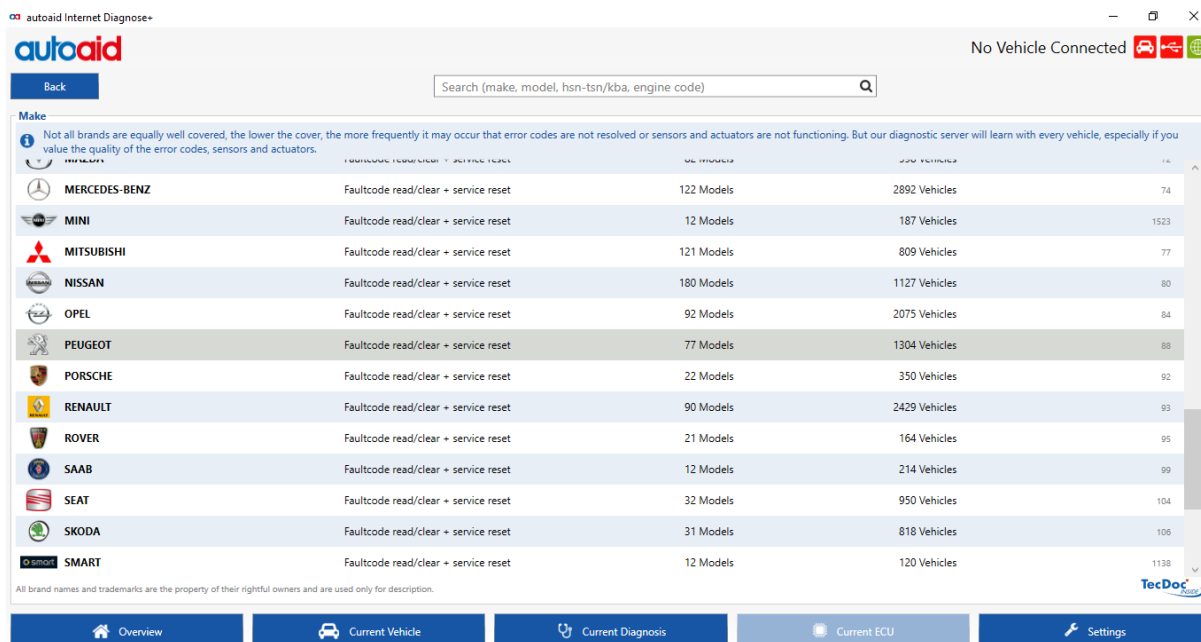 autoaid Internet Diagnose+
autoaid
No Vehicle Connected
Back
Search (make, model, hsn-tsn/kba, engine code)
Make
Not all brands are equally well covered, the lower the cover, the more frequently it may occur that error codes are not resolved or sensors and actuators are not functioning. But our diagnostic server will learn with every vehicle, especially if you
value the quality of the error codes, sensors and actuators.
MERCEDES-BENZ Faultcode read/clear + service reset 122 Models 2892 Vehicles 74
MINI Faultcode read/clear + service reset 12 Models 187 Vehicles 1523
MITSUBISHI Faultcode read/clear + service reset 121 Models 809 Vehicles 77
NISSAN Faultcode read/clear + service reset 180 Models 1127 Vehicles 80
OPEL Faultcode read/clear + service reset 92 Models 2075 Vehicles 84
PEUGEOT Faultcode read/clear + service reset 77 Models 1304 Vehicles 88
PORSCHE Faultcode read/clear + service reset 22 Models 350 Vehicles 92
RENAULT Faultcode read/clear + service reset 90 Models 2429 Vehicles 93
ROVER Faultcode read/clear + service reset 21 Models 164 Vehicles 95
SAAB Faultcode read/clear + service reset 12 Models 214 Vehicles 99
SEAT Faultcode read/clear + service reset 32 Models 950 Vehicles 104
SKODA Faultcode read/clear + service reset 31 Models 818 Vehicles 106
smart SMART Faultcode read/clear + service reset 12 Models 120 Vehicles 1138
All brand names and trademarks are the property of their rightful owners and are used only for description.
TecDoc INSIDE
Overview
Current Vehicle
Current Diagnosis
Current ECU
Settings